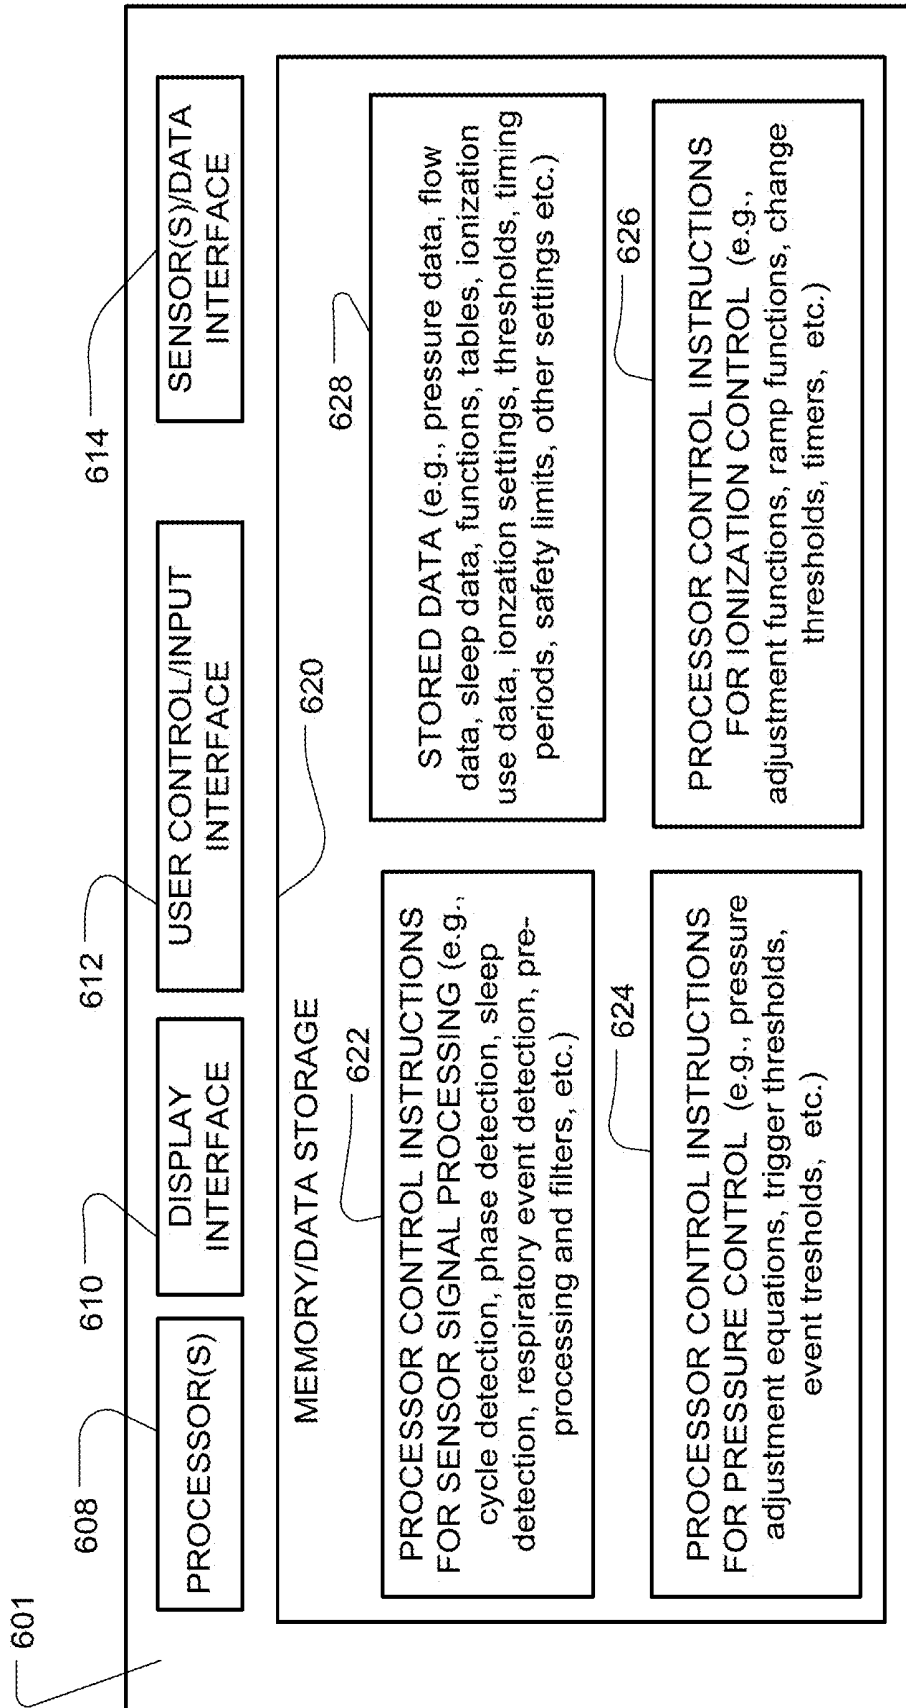 601
608
PROCESSOR(S)
610
DISPLAY
INTERFACE
612
USER CONTROL/INPUT
INTERFACE
614
SENSOR(S)/DATA
INTERFACE
MEMORY/DATA STORAGE
620
622
PROCESSOR CONTROL INSTRUCTIONS
FOR SENSOR SIGNAL PROCESSING (e.g.,
cycle detection, phase detection, sleep
detection, respiratory event detection, pre-
processing and filters, etc.)
628
STORED DATA (e.g., pressure data, flow
data, sleep data, functions, tables, ionization
use data, ionzation settings, thresholds, timing
periods, safety limits, other settings etc.)
624
PROCESSOR CONTROL INSTRUCTIONS
FOR PRESSURE CONTROL (e.g., pressure
adjustment equations, trigger thresholds,
event tresholds, etc.)
626
PROCESSOR CONTROL INSTRUCTIONS
FOR IONIZATION CONTROL (e.g.,
adjustment functions, ramp functions, change
thresholds, timers, etc.)